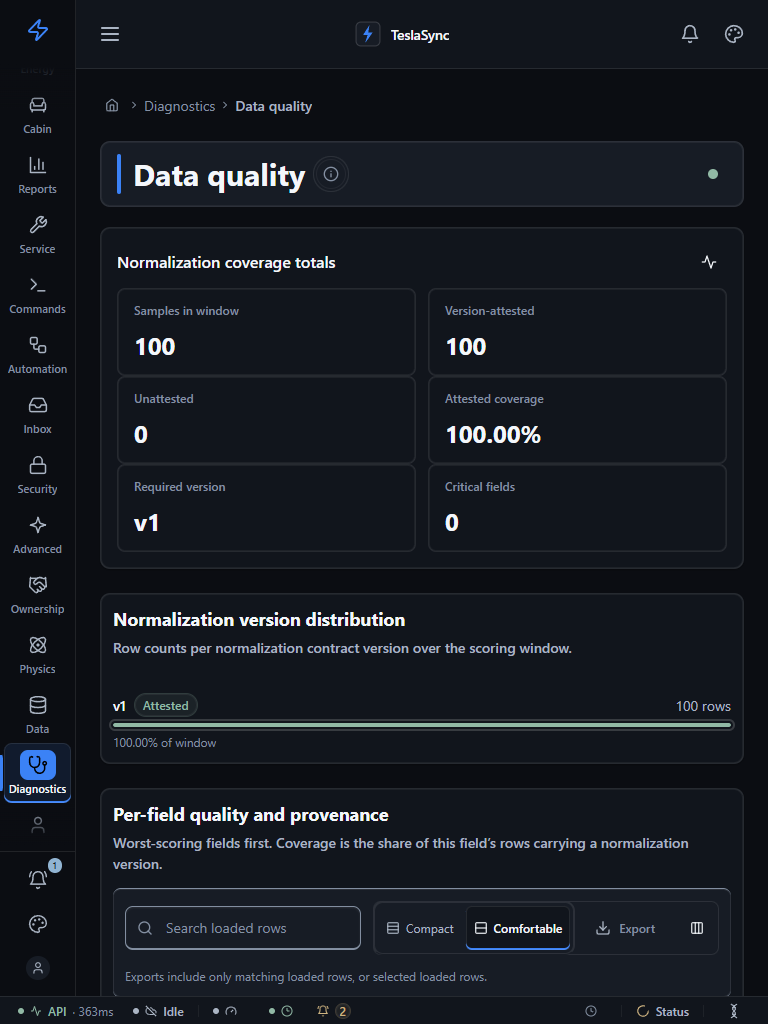 TeslaSync
Energy
Cabin
Reports
Service
Commands
Automation
Inbox
Security
Advanced
Ownership
Physics
Data
Diagnostics
1
Diagnostics
Data quality
Data quality
Normalization coverage totals
Samples in window
100
Version-attested
100
Unattested
0
Attested coverage
100.00%
Required version
v1
Critical fields
0
Normalization version distribution
Row counts per normalization contract version over the scoring window.
v1 Attested 100 rows
100.00% of window
Per-field quality and provenance
Worst-scoring fields first. Coverage is the share of this field's rows carrying a normalization
version.
Search loaded rows
Compact
Comfortable
Export
Exports include only matching loaded rows, or selected loaded rows.
API · 363ms Idle 2 Status